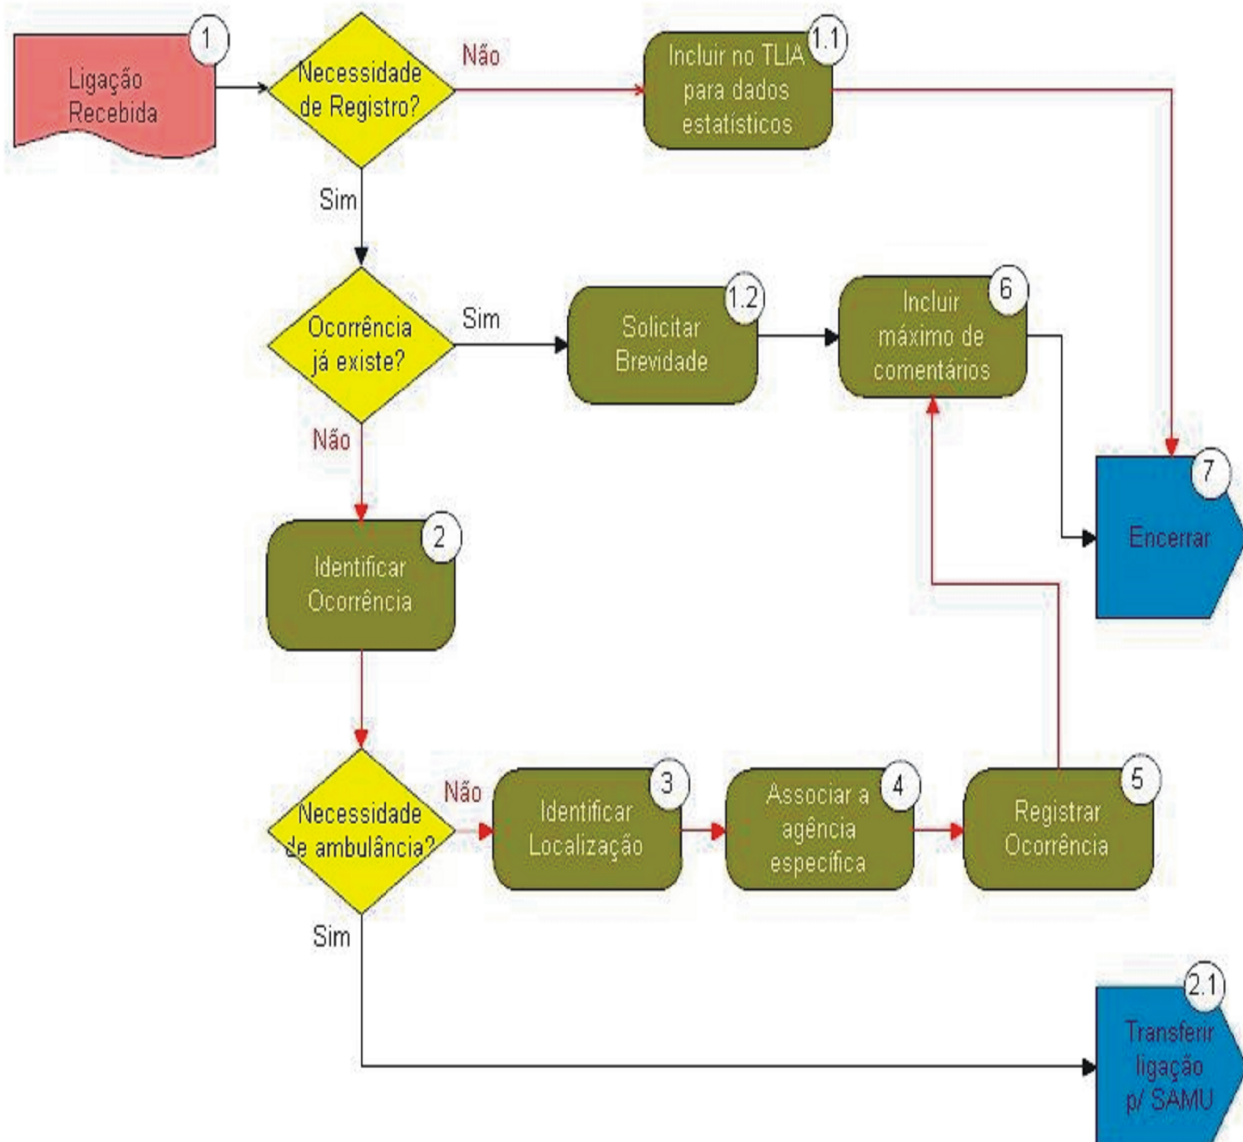 1
Ligação
Recebida
Necessidade
de Registro?
Não
1.1
Incluir no TLIA
para dados
estatísticos
Sim
Ocorrência
já existe?
Sim
1.2
Solicitar
Brevidade
6
Incluir
máximo de
comentários
Não
7
Encerrar
2
Identificar
Ocorrência
Necessidade
de ambulância?
Não
3
Identificar
Localização
4
Associar a
agência
específica
5
Registrar
Ocorrência
Sim
2.1
Transferir
ligação
p/ SAMU